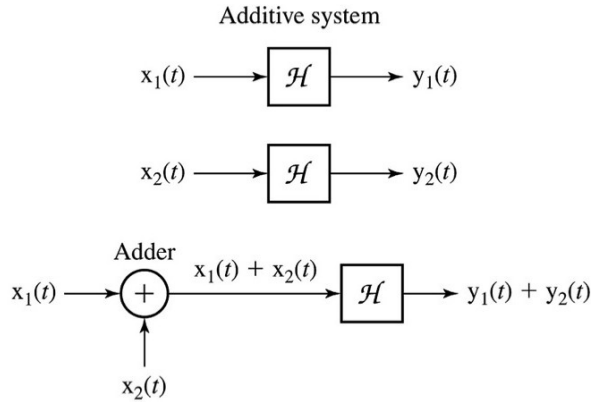 Additive system
x₁(t) ℋ y₁(t)
x₂(t) ℋ y₂(t)
Adder
x₁(t) + x₂(t)
x₁(t) + ℋ y₁(t) + y₂(t)
x₂(t)